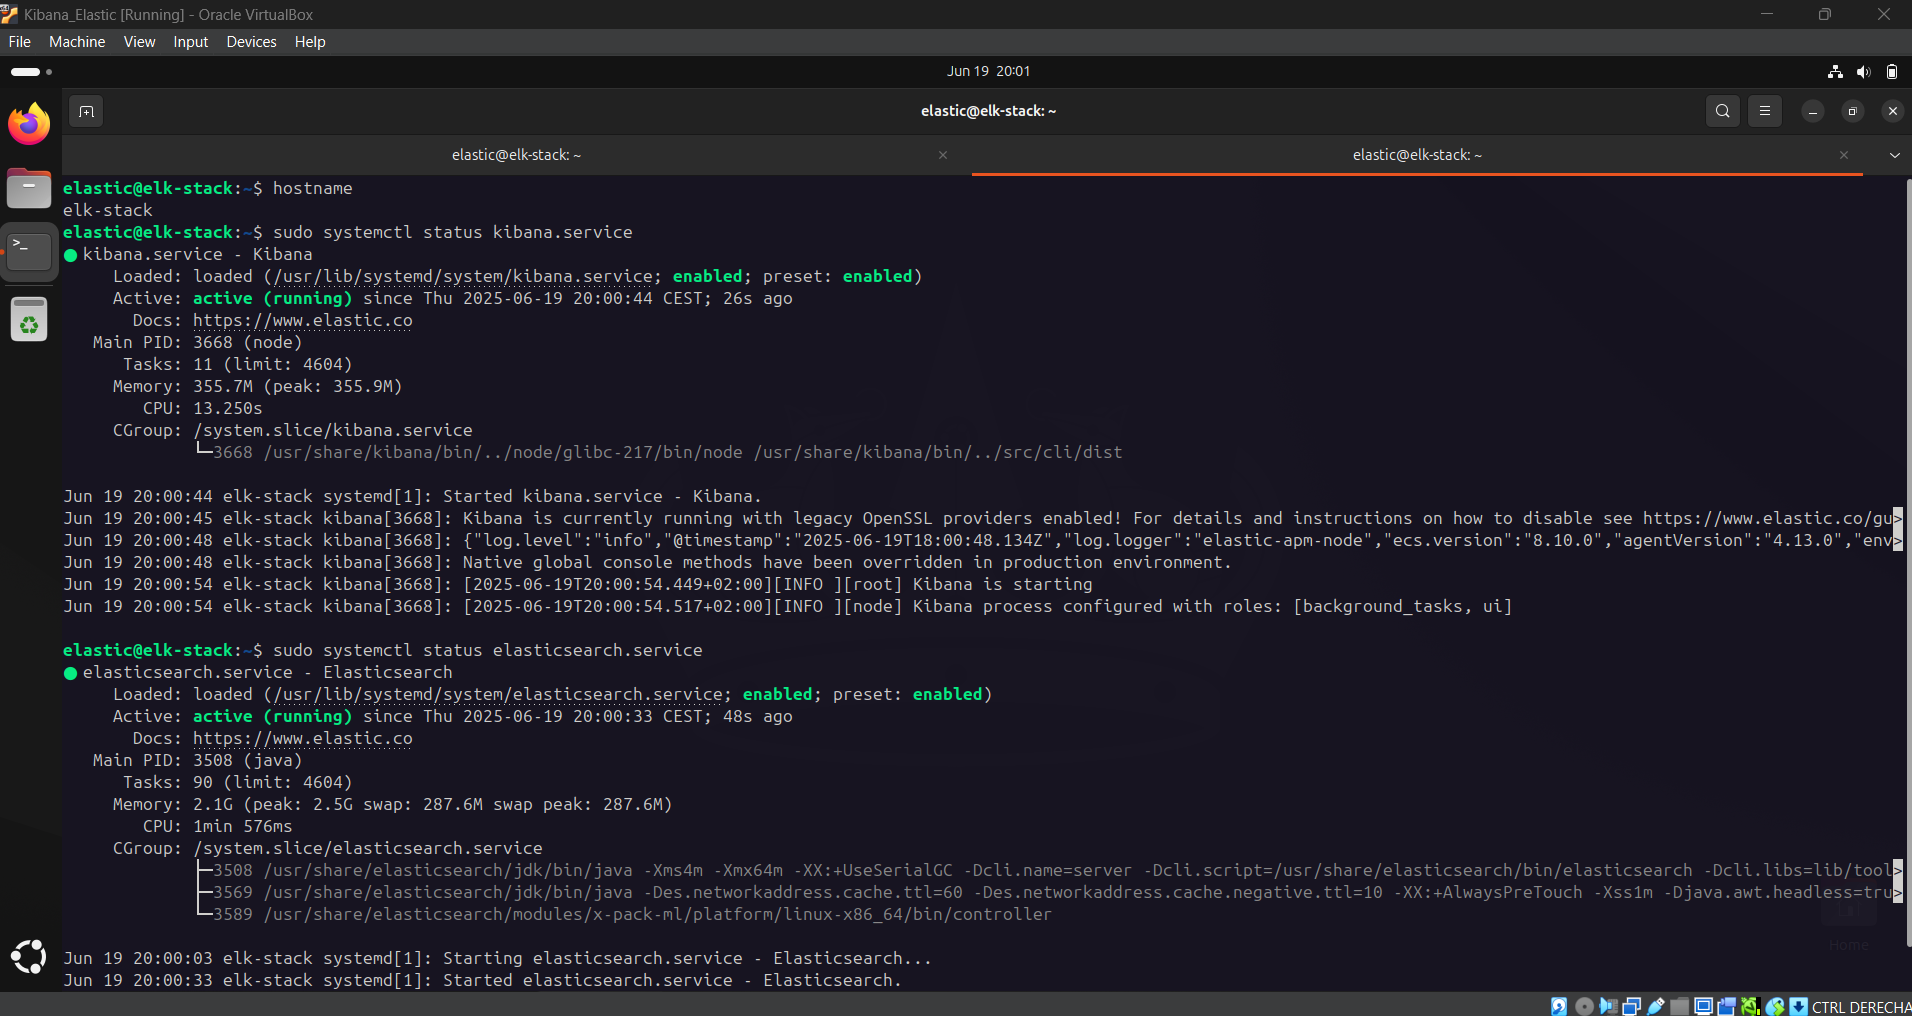 Kibana_Elastic [Running] - Oracle VirtualBox
File Machine View Input Devices Help
Jun 19 20:01
elastic@elk-stack: ~
elastic@elk-stack: ~ elastic@elk-stack: ~
elastic@elk-stack:~$ hostname
elk-stack
elastic@elk-stack:~$ sudo systemctl status kibana.service
● kibana.service - Kibana
Loaded: loaded (/usr/lib/systemd/system/kibana.service; enabled; preset: enabled)
Active: active (running) since Thu 2025-06-19 20:00:44 CEST; 26s ago
Docs: https://www.elastic.co
Main PID: 3668 (node)
Tasks: 11 (limit: 4604)
Memory: 355.7M (peak: 355.9M)
CPU: 13.250s
CGroup: /system.slice/kibana.service
└─3668 /usr/share/kibana/bin/../node/glibc-217/bin/node /usr/share/kibana/bin/../src/cli/dist
Jun 19 20:00:44 elk-stack systemd[1]: Started kibana.service - Kibana.
Jun 19 20:00:45 elk-stack kibana[3668]: Kibana is currently running with legacy OpenSSL providers enabled! For details and instructions on how to disable see https://www.elastic.co/gu>
Jun 19 20:00:48 elk-stack kibana[3668]: {"log.level":"info","@timestamp":"2025-06-19T18:00:48.134Z","log.logger":"elastic-apm-node","ecs.version":"8.10.0","agentVersion":"4.13.0","env>
Jun 19 20:00:48 elk-stack kibana[3668]: Native global console methods have been overridden in production environment.
Jun 19 20:00:54 elk-stack kibana[3668]: [2025-06-19T20:00:54.449+02:00][INFO ][root] Kibana is starting
Jun 19 20:00:54 elk-stack kibana[3668]: [2025-06-19T20:00:54.517+02:00][INFO ][node] Kibana process configured with roles: [background_tasks, ui]
elastic@elk-stack:~$ sudo systemctl status elasticsearch.service
● elasticsearch.service - Elasticsearch
Loaded: loaded (/usr/lib/systemd/system/elasticsearch.service; enabled; preset: enabled)
Active: active (running) since Thu 2025-06-19 20:00:33 CEST; 48s ago
Docs: https://www.elastic.co
Main PID: 3508 (java)
Tasks: 90 (limit: 4604)
Memory: 2.1G (peak: 2.5G swap: 287.6M swap peak: 287.6M)
CPU: 1min 576ms
CGroup: /system.slice/elasticsearch.service
├─3508 /usr/share/elasticsearch/jdk/bin/java -Xms4m -Xmx64m -XX:+UseSerialGC -Dcli.name=server -Dcli.script=/usr/share/elasticsearch/bin/elasticsearch -Dcli.libs=lib/tool>
├─3569 /usr/share/elasticsearch/jdk/bin/java -Des.networkaddress.cache.ttl=60 -Des.networkaddress.cache.negative.ttl=10 -XX:+AlwaysPreTouch -Xss1m -Djava.awt.headless=tru>
└─3589 /usr/share/elasticsearch/modules/x-pack-ml/platform/linux-x86_64/bin/controller
Home
Jun 19 20:00:03 elk-stack systemd[1]: Starting elasticsearch.service - Elasticsearch...
Jun 19 20:00:33 elk-stack systemd[1]: Started elasticsearch.service - Elasticsearch.
CTRL DERECHA